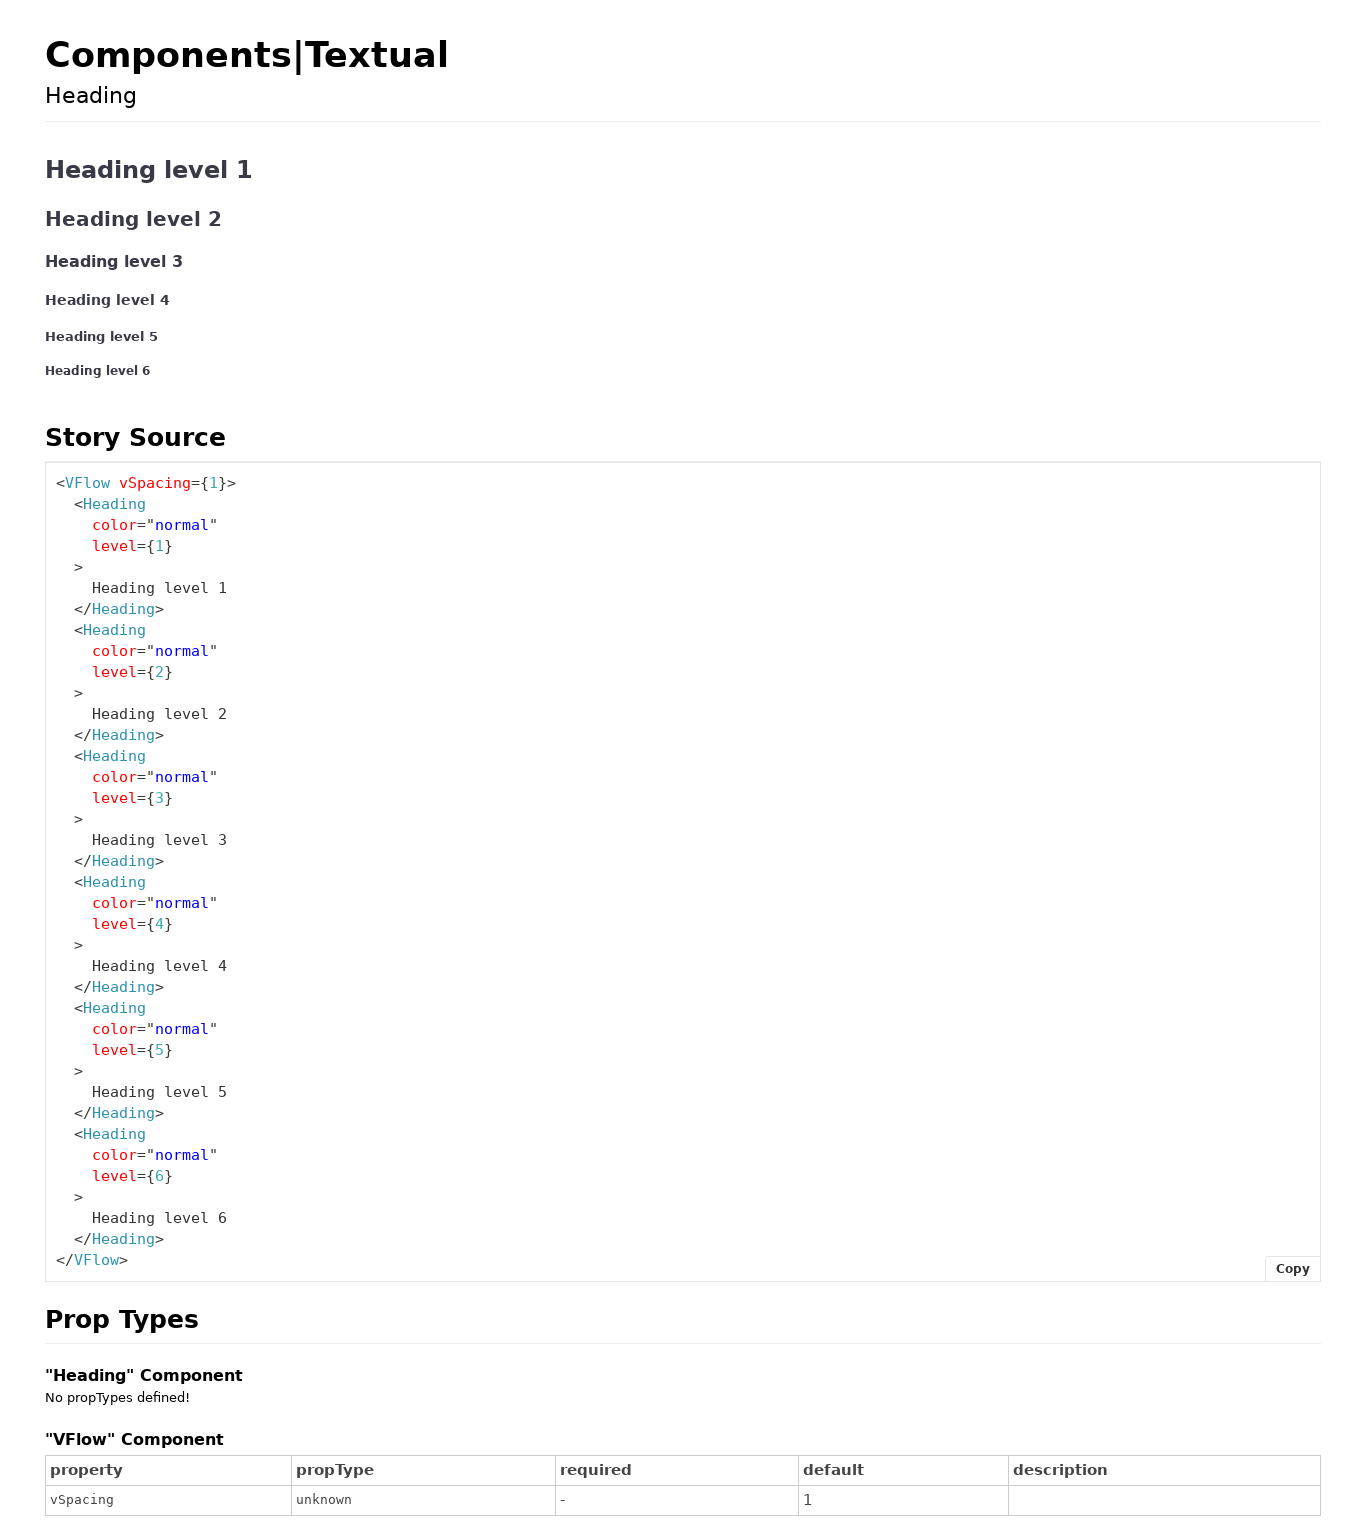 Components|Textual
Heading
Heading level 1
Heading level 2
Heading level 3
Heading level 4
Heading level 5
Heading level 6
Story Source
<VFlow vSpacing={1}>
  <Heading
    color="normal"
    level={1}
  >
    Heading level 1
  </Heading>
  <Heading
    color="normal"
    level={2}
  >
    Heading level 2
  </Heading>
  <Heading
    color="normal"
    level={3}
  >
    Heading level 3
  </Heading>
  <Heading
    color="normal"
    level={4}
  >
    Heading level 4
  </Heading>
  <Heading
    color="normal"
    level={5}
  >
    Heading level 5
  </Heading>
  <Heading
    color="normal"
    level={6}
  >
    Heading level 6
  </Heading>
</VFlow>
Copy
Prop Types
"Heading" Component
No propTypes defined!
"VFlow" Component
property propType required default description
vSpacing unknown - 1